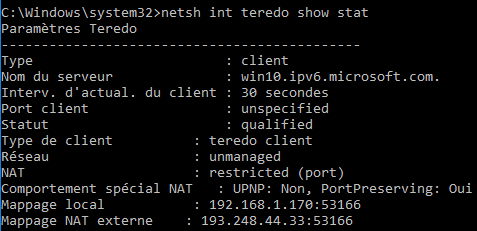 C:\Windows\system32>netsh int teredo show stat
Paramètres Teredo
---------------------------------------------
Type : client
Nom du serveur : win10.ipv6.microsoft.com.
Interv. d'actual. du client : 30 secondes
Port client : unspecified
Statut : qualified
Type de client : teredo client
Réseau : unmanaged
NAT : restricted (port)
Comportement spécial NAT : UPNP: Non, PortPreserving: Oui
Mappage local : 192.168.1.170:53166
Mappage NAT externe : 193.248.44.33:53166